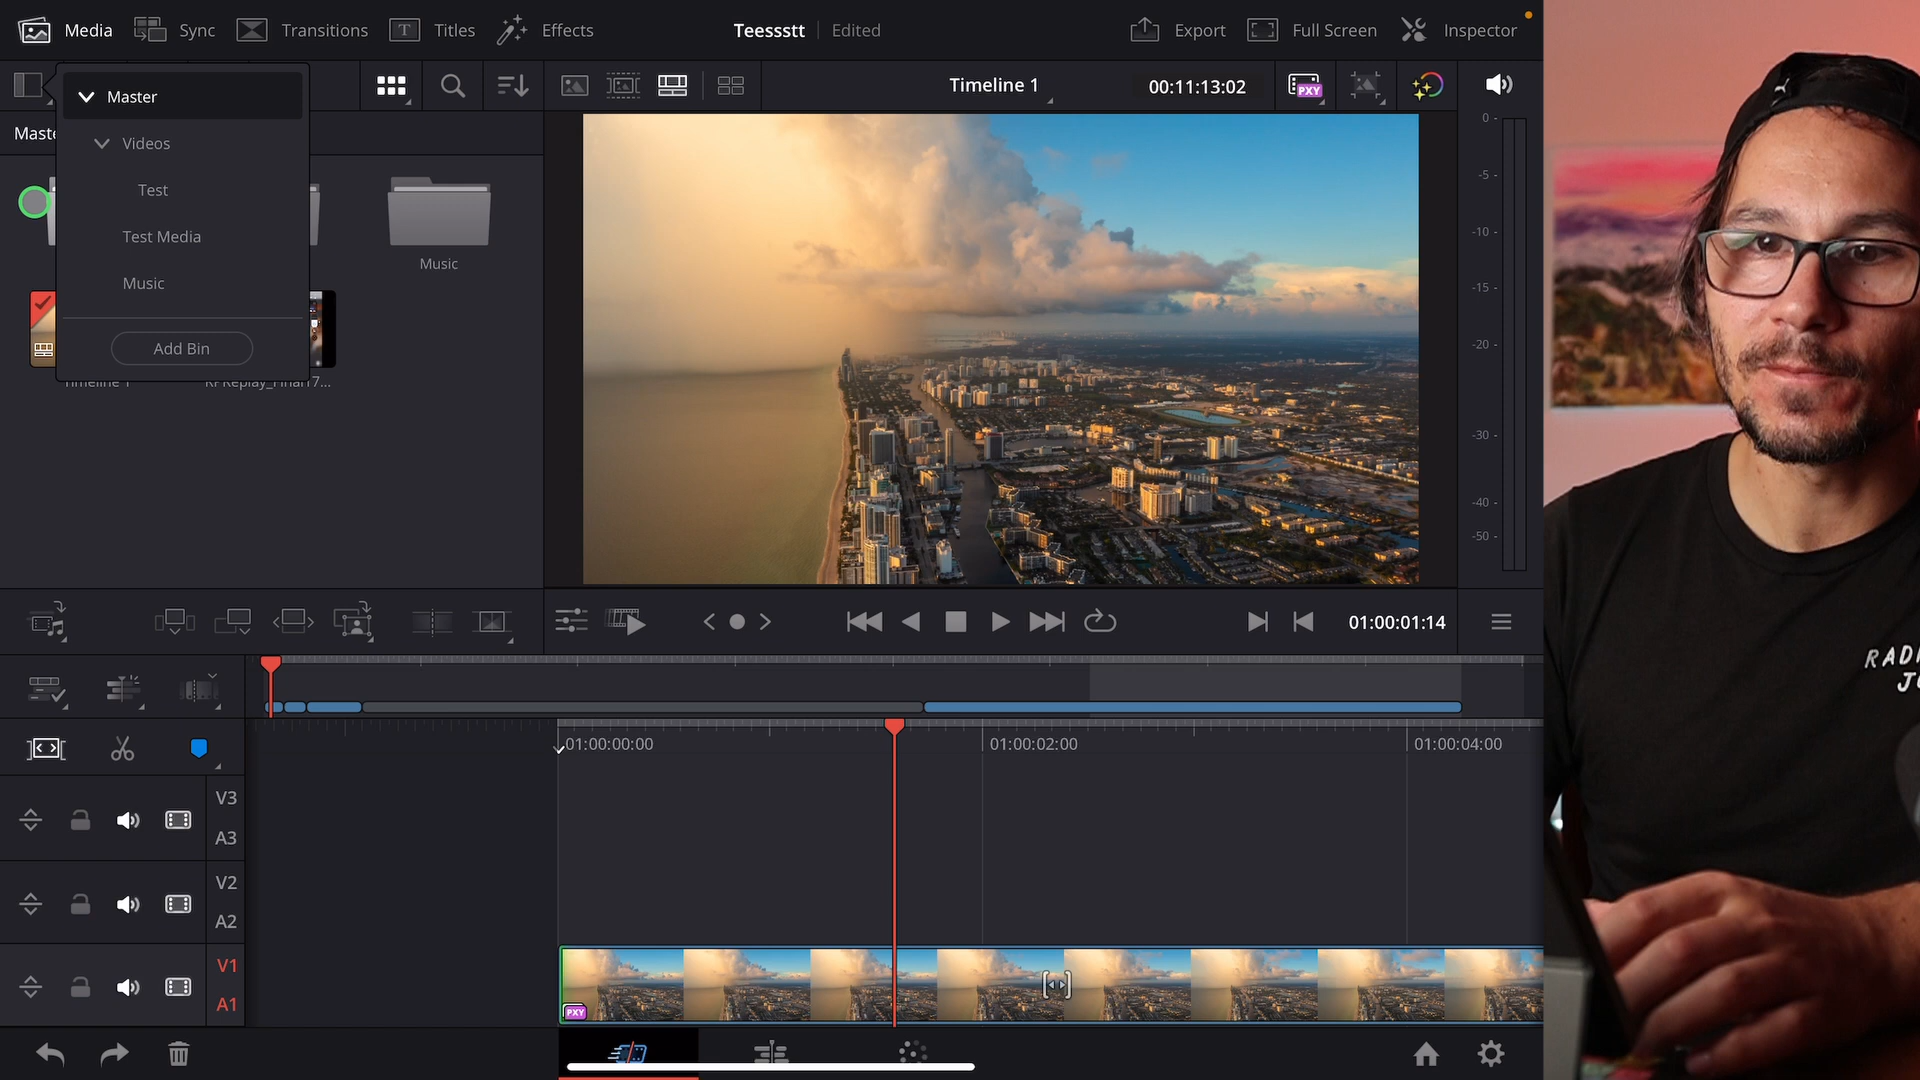 Media
Sync
Transitions
Titles
Effects
Teessstt
Edited
Export
Full Screen
Inspector
Timeline 1
00:11:13:02
PXY
Master
Videos
Test
Test Media
Music
Add Bin
Music
0
-5
-10
-15
-20
-30
-40
-50
01:00:01:14
01:00:00:00
01:00:02:00
01:00:04:00
V3
A3
V2
A2
V1
A1
PXY